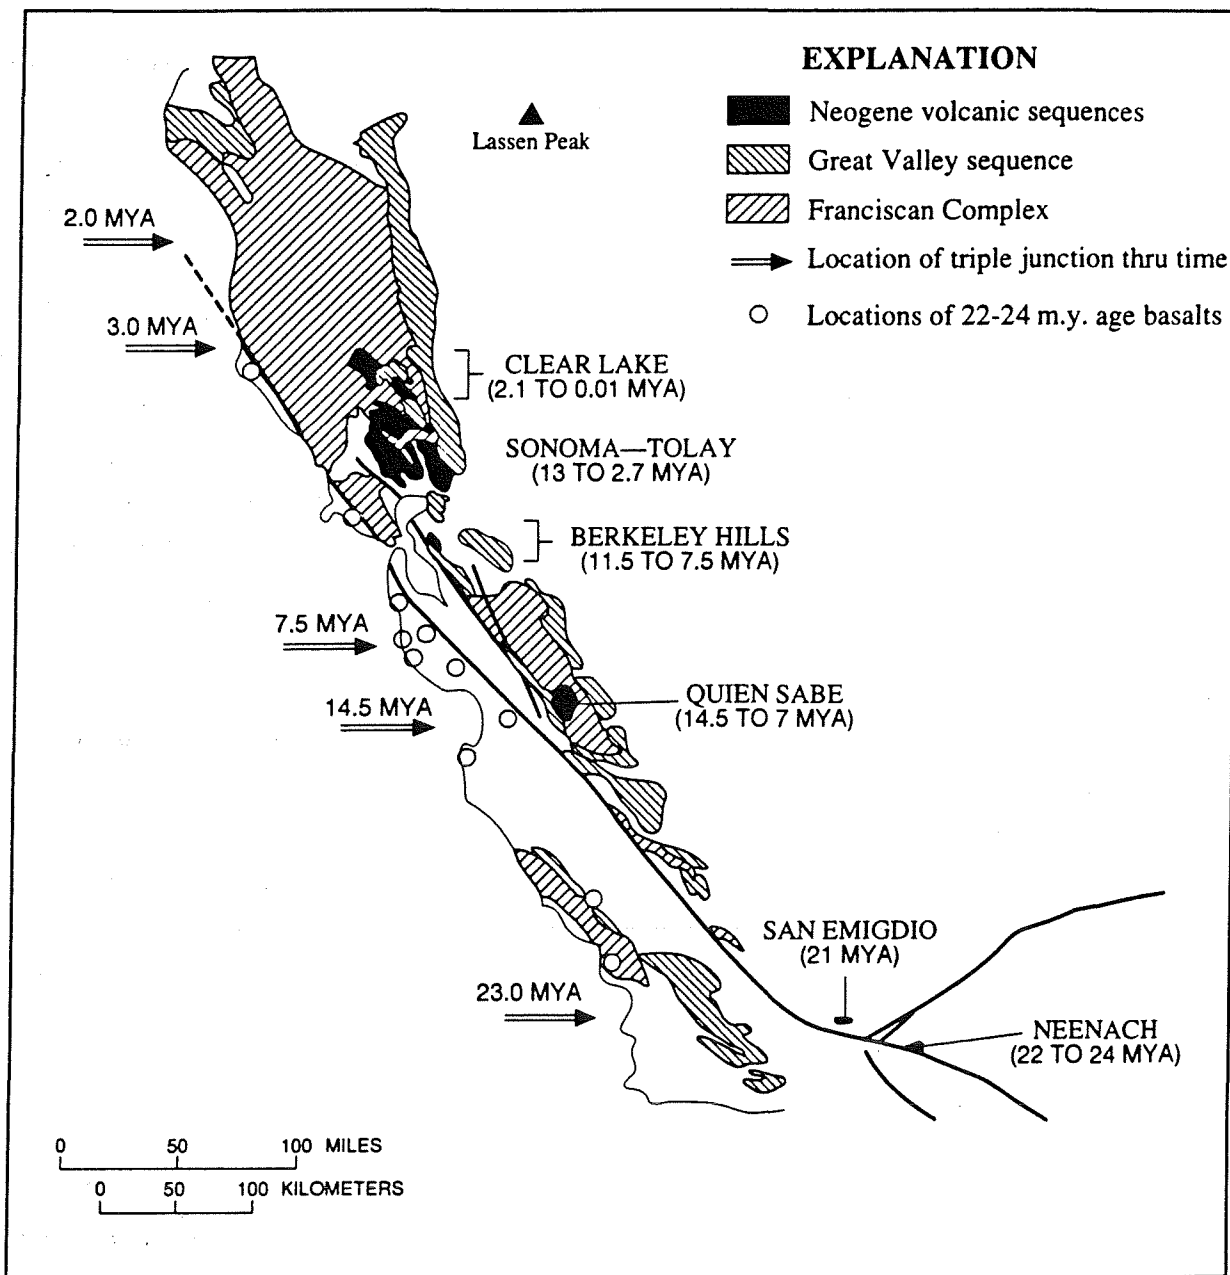 EXPLANATION
Neogene volcanic sequences
Great Valley sequence
Franciscan Complex
Location of triple junction thru time
Locations of 22-24 m.y. age basalts
Lassen Peak
2.0 MYA
3.0 MYA
CLEAR LAKE
(2.1 TO 0.01 MYA)
SONOMA—TOLAY
(13 TO 2.7 MYA)
BERKELEY HILLS
(11.5 TO 7.5 MYA)
7.5 MYA
QUIEN SABE
(14.5 TO 7 MYA)
14.5 MYA
SAN EMIGDIO
(21 MYA)
23.0 MYA
NEENACH
(22 TO 24 MYA)
0 50 100 MILES
0 50 100 KILOMETERS